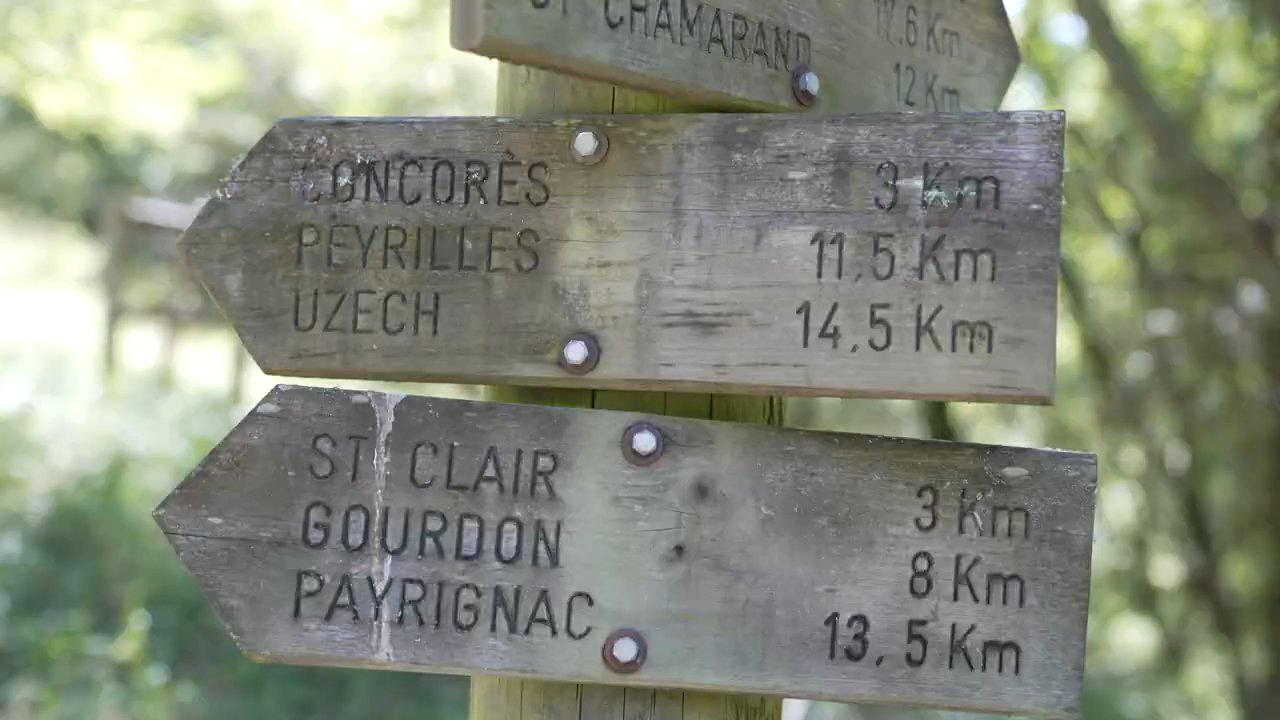 ST CHAMARAND
17.6 Km
12 Km
CONCORÈS 3 Km
PEYRILLES 11,5 Km
UZECH 14,5 Km
ST CLAIR 3 Km
GOURDON 8 Km
PAYRIGNAC 13,5 Km